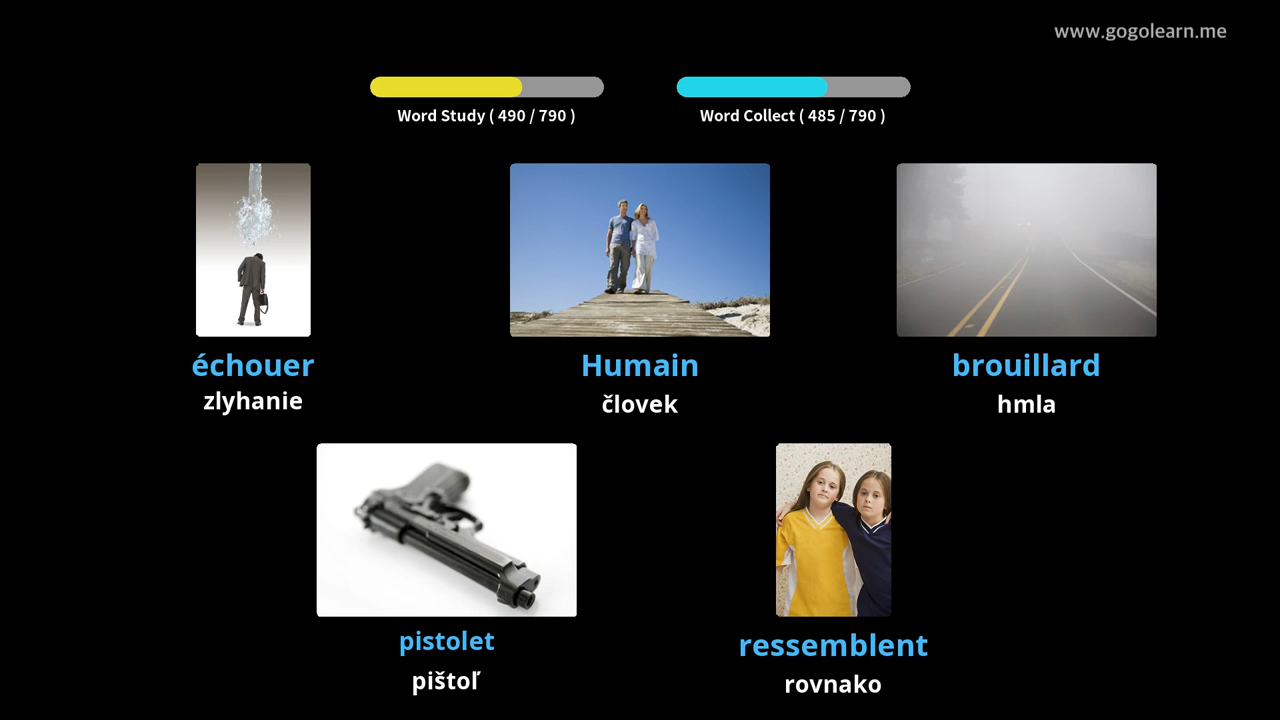 www.gogolearn.me
Word Study ( 490 / 790 )
Word Collect ( 485 / 790 )
échouer
zlyhanie
Humain
človek
brouillard
hmla
pistolet
pištoľ
ressemblent
rovnako